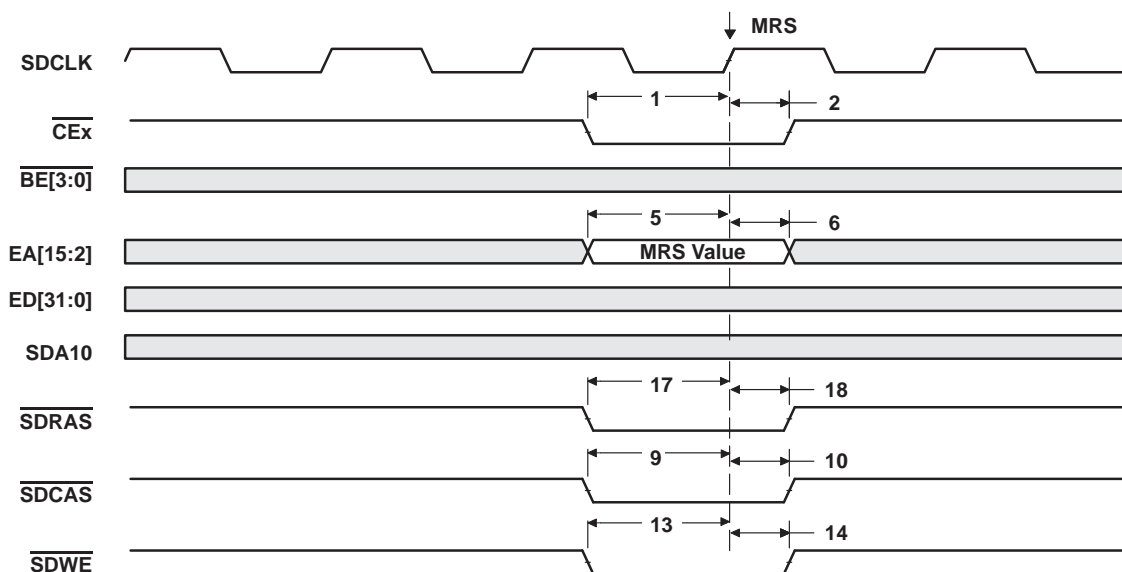 MRS
SDCLK
1 2
CEx
BE[3:0]
5 6
EA[15:2] MRS Value
ED[31:0]
SDA10
17 18
SDRAS
9 10
SDCAS
13 14
SDWE